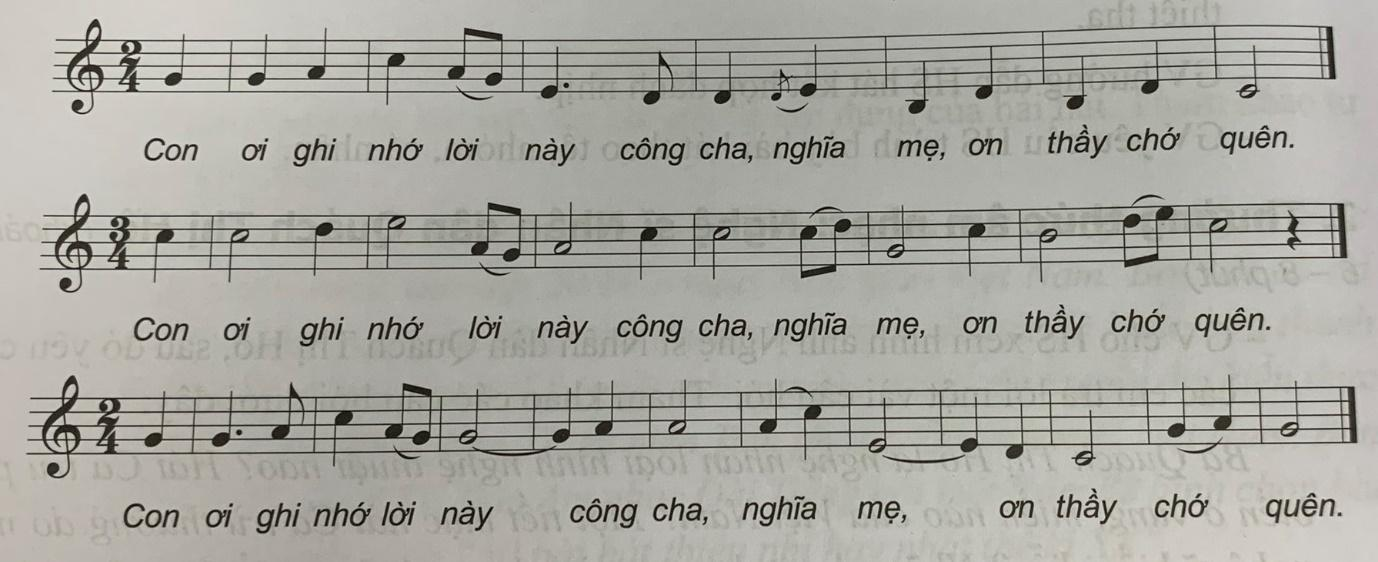 2
4
Con ơi ghi nhớ lời này công cha, nghĩa mẹ, ơn thầy chớ quên.
3
4
Con ơi ghi nhớ lời này công cha, nghĩa mẹ, ơn thầy chớ quên.
2
4
Con ơi ghi nhớ lời này công cha, nghĩa mẹ, ơn thầy chớ quên.